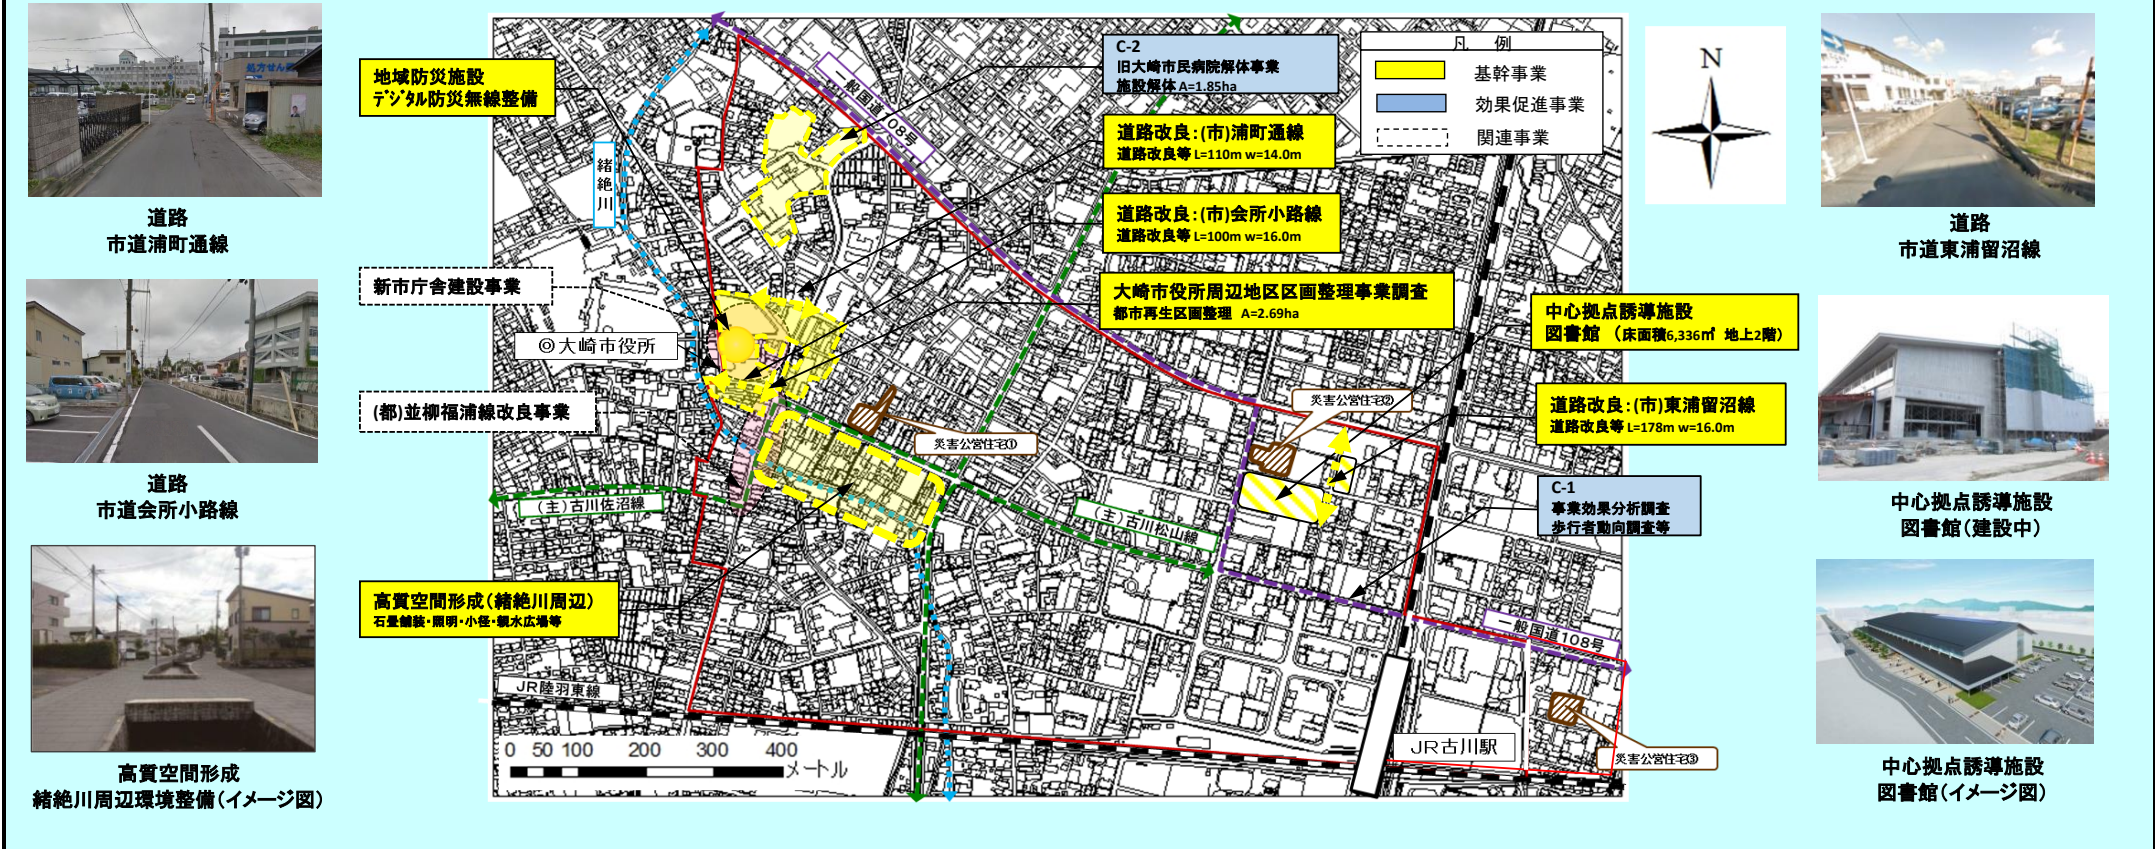 処方せん
道路
市道浦町通線
道路
市道会所小路線
高質空間形成
緒絶川周辺環境整備(イメージ図)
地域防災施設
デジタル防災無線整備
緒絶川
新市庁舎建設事業
◎大崎市役所
(都)並柳福浦線改良事業
(主)古川佐沼線
高質空間形成(緒絶川周辺)
石畳舗装・照明・小径・親水広場等
JR陸羽東線
0 50 100 200 300 400
メートル
一般国道108号
C-2
旧大崎市民病院解体事業
施設解体 A=1.85ha
凡 例
基幹事業
効果促進事業
関連事業
道路改良:(市)浦町通線
道路改良等 L=110m w=14.0m
道路改良:(市)会所小路線
道路改良等 L=100m w=16.0m
大崎市役所周辺地区区画整理事業調査
都市再生区画整理 A=2.69ha
中心拠点誘導施設
図書館 (床面積6,336㎡ 地上2階)
災害公営住宅②
道路改良:(市)東浦留沼線
道路改良等 L=178m w=16.0m
災害公営住宅①
C-1
事業効果分析調査
歩行者動向調査等
(主)古川松山線
一般国道108号
JR古川駅
災害公営住宅③
N
道路
市道東浦留沼線
中心拠点誘導施設
図書館(建設中)
中心拠点誘導施設
図書館(イメージ図)